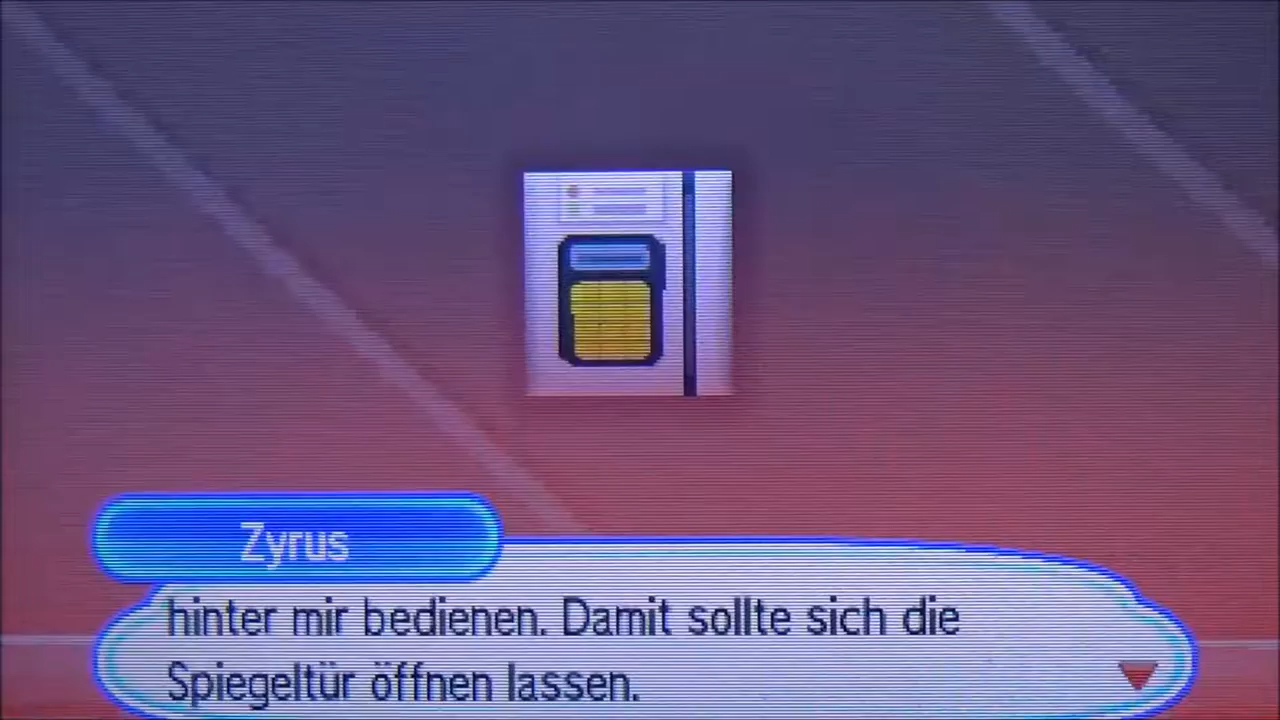 Zyrus
hinter mir bedienen. Damit sollte sich die
Spiegeltür öffnen lassen.